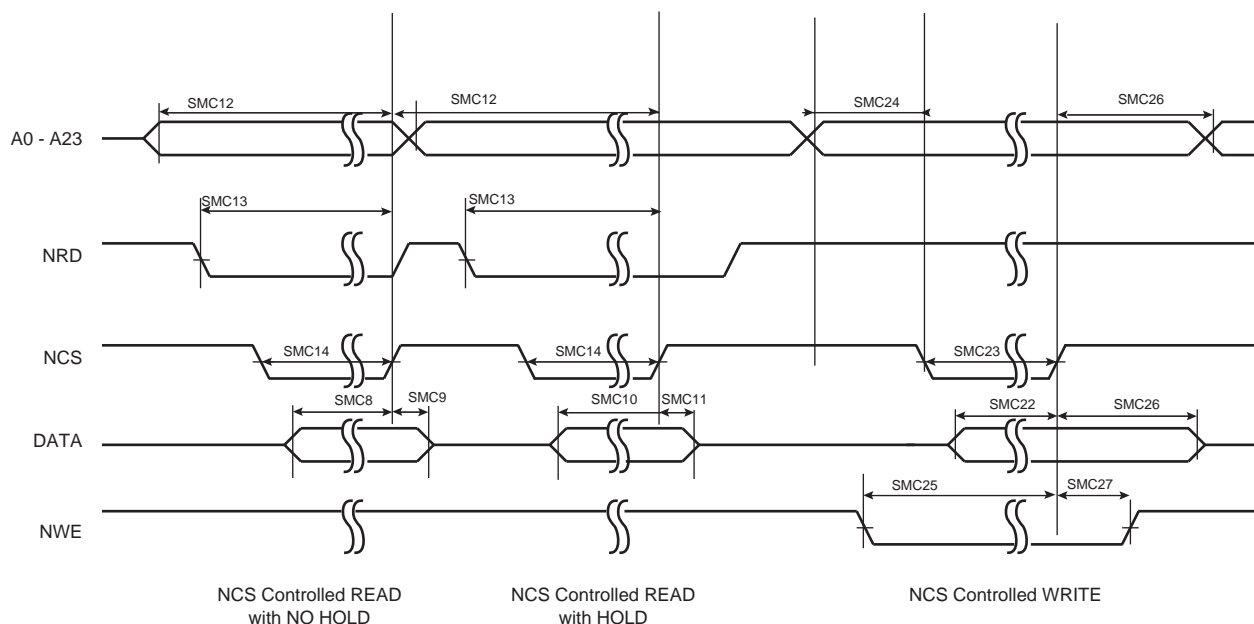 SMC12
SMC12
SMC24
SMC26
A0 - A23
SMC13
SMC13
NRD
NCS
SMC14
SMC14
SMC23
SMC8
SMC9
SMC10
SMC11
SMC22
SMC26
DATA
SMC25
SMC27
NWE
NCS Controlled READ
with NO HOLD
NCS Controlled READ
with HOLD
NCS Controlled WRITE